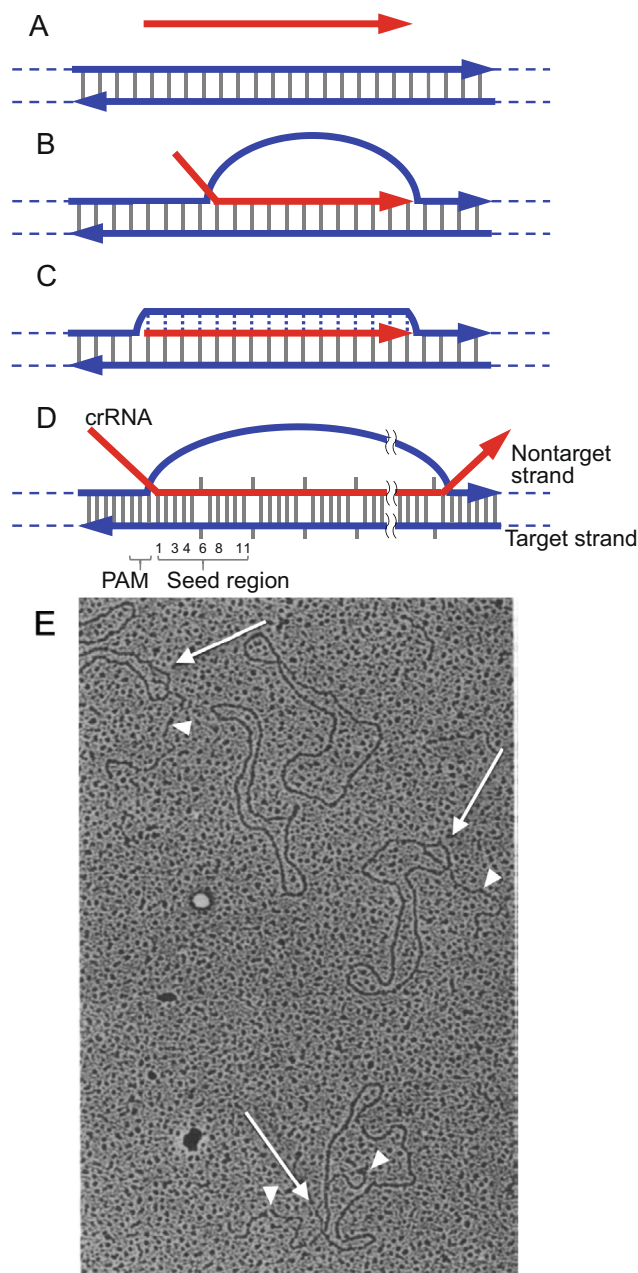 A
B
C
D
crRNA
Nontarget
strand
Target strand
1 3 4 6 8 11
PAM Seed region
E